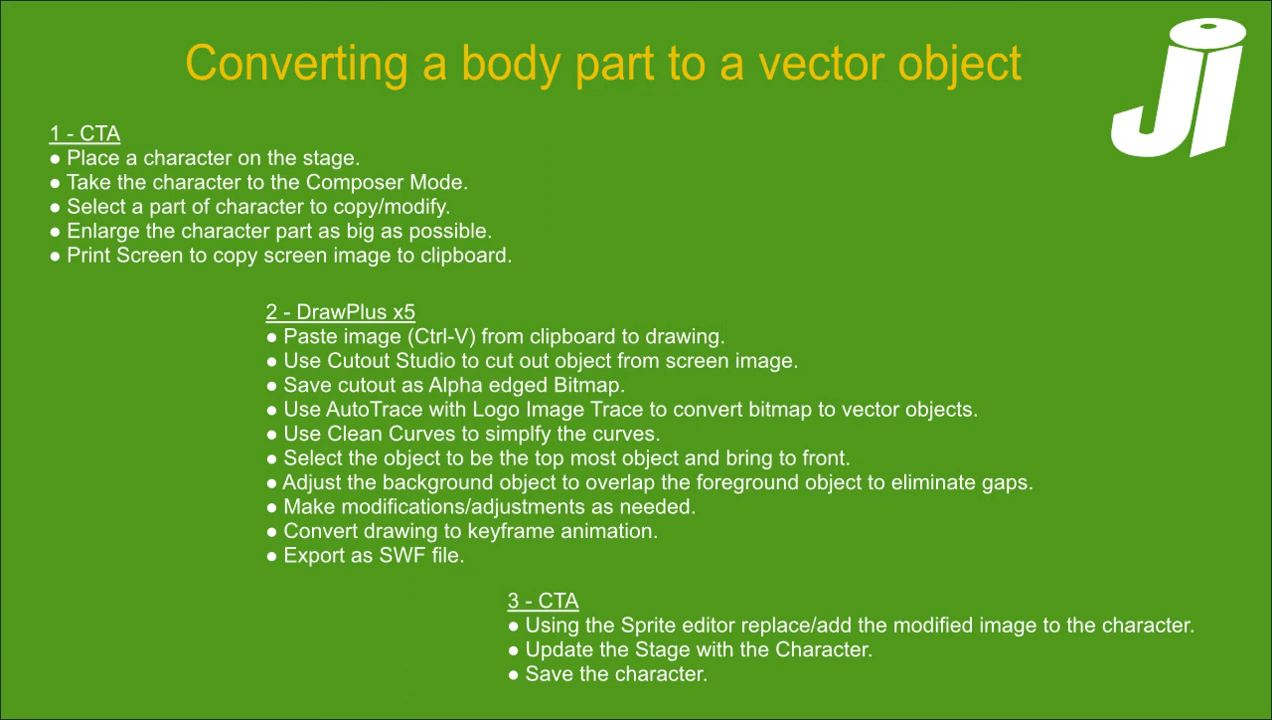 Converting a body part to a vector object
JI
1 - CTA
● Place a character on the stage.
● Take the character to the Composer Mode.
● Select a part of character to copy/modify.
● Enlarge the character part as big as possible.
● Print Screen to copy screen image to clipboard.
2 - DrawPlus x5
● Paste image (Ctrl-V) from clipboard to drawing.
● Use Cutout Studio to cut out object from screen image.
● Save cutout as Alpha edged Bitmap.
● Use AutoTrace with Logo Image Trace to convert bitmap to vector objects.
● Use Clean Curves to simplfy the curves.
● Select the object to be the top most object and bring to front.
● Adjust the background object to overlap the foreground object to eliminate gaps.
● Make modifications/adjustments as needed.
● Convert drawing to keyframe animation.
● Export as SWF file.
3 - CTA
● Using the Sprite editor replace/add the modified image to the character.
● Update the Stage with the Character.
● Save the character.